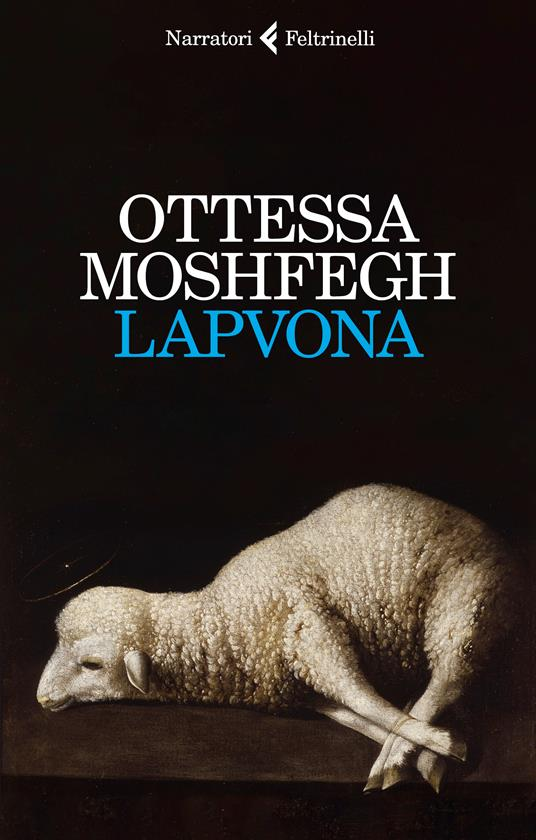 Narratori Feltrinelli
OTTESSA
MOSHFEGH
LAPVONA